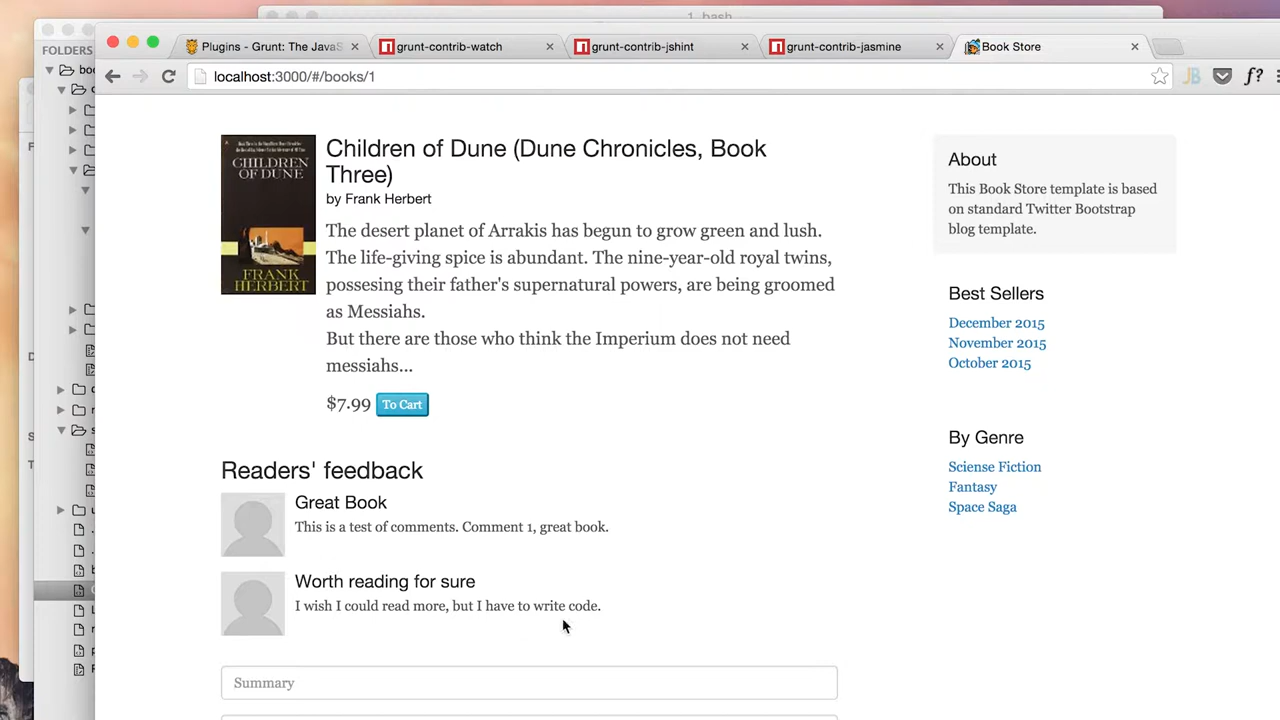 1. bash
FOLDERS
Plugins - Grunt: The JavaS
grunt-contrib-watch
grunt-contrib-jshint
grunt-contrib-jasmine
Book Store
localhost:3000/#/books/1
JB
f?
CHILDREN
OF DUNE
FRANK
HERBERT
Children of Dune (Dune Chronicles, Book
Three)
by Frank Herbert
The desert planet of Arrakis has begun to grow green and lush.
The life-giving spice is abundant. The nine-year-old royal twins,
possesing their father's supernatural powers, are being groomed
as Messiahs.
But there are those who think the Imperium does not need
messiahs...
$7.99 To Cart
Readers' feedback
Great Book
This is a test of comments. Comment 1, great book.
Worth reading for sure
I wish I could read more, but I have to write code.
Summary
About
This Book Store template is based
on standard Twitter Bootstrap
blog template.
Best Sellers
December 2015
November 2015
October 2015
By Genre
Sciense Fiction
Fantasy
Space Saga